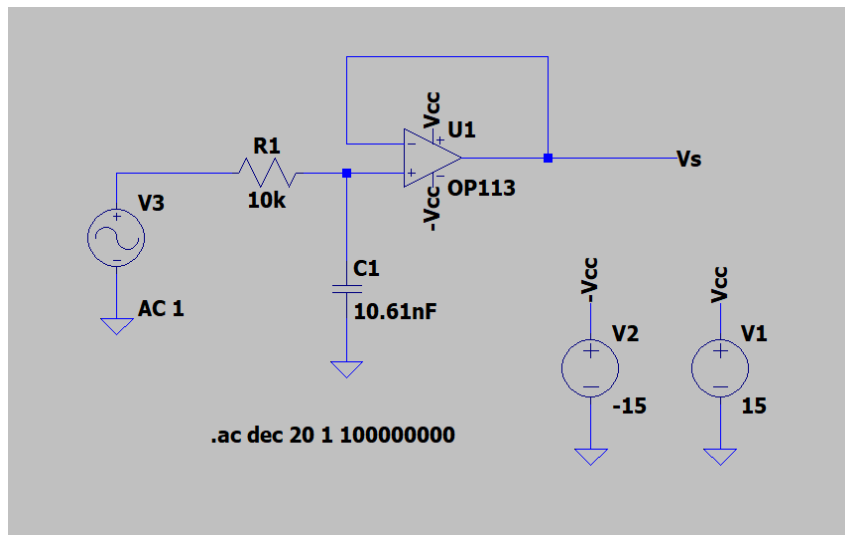 Vcc
U1
R1
Vs
10k
OP113
-Vcc
V3
C1
10.61nF
AC 1
-Vcc
Vcc
V2
V1
-15
15
.ac dec 20 1 100000000